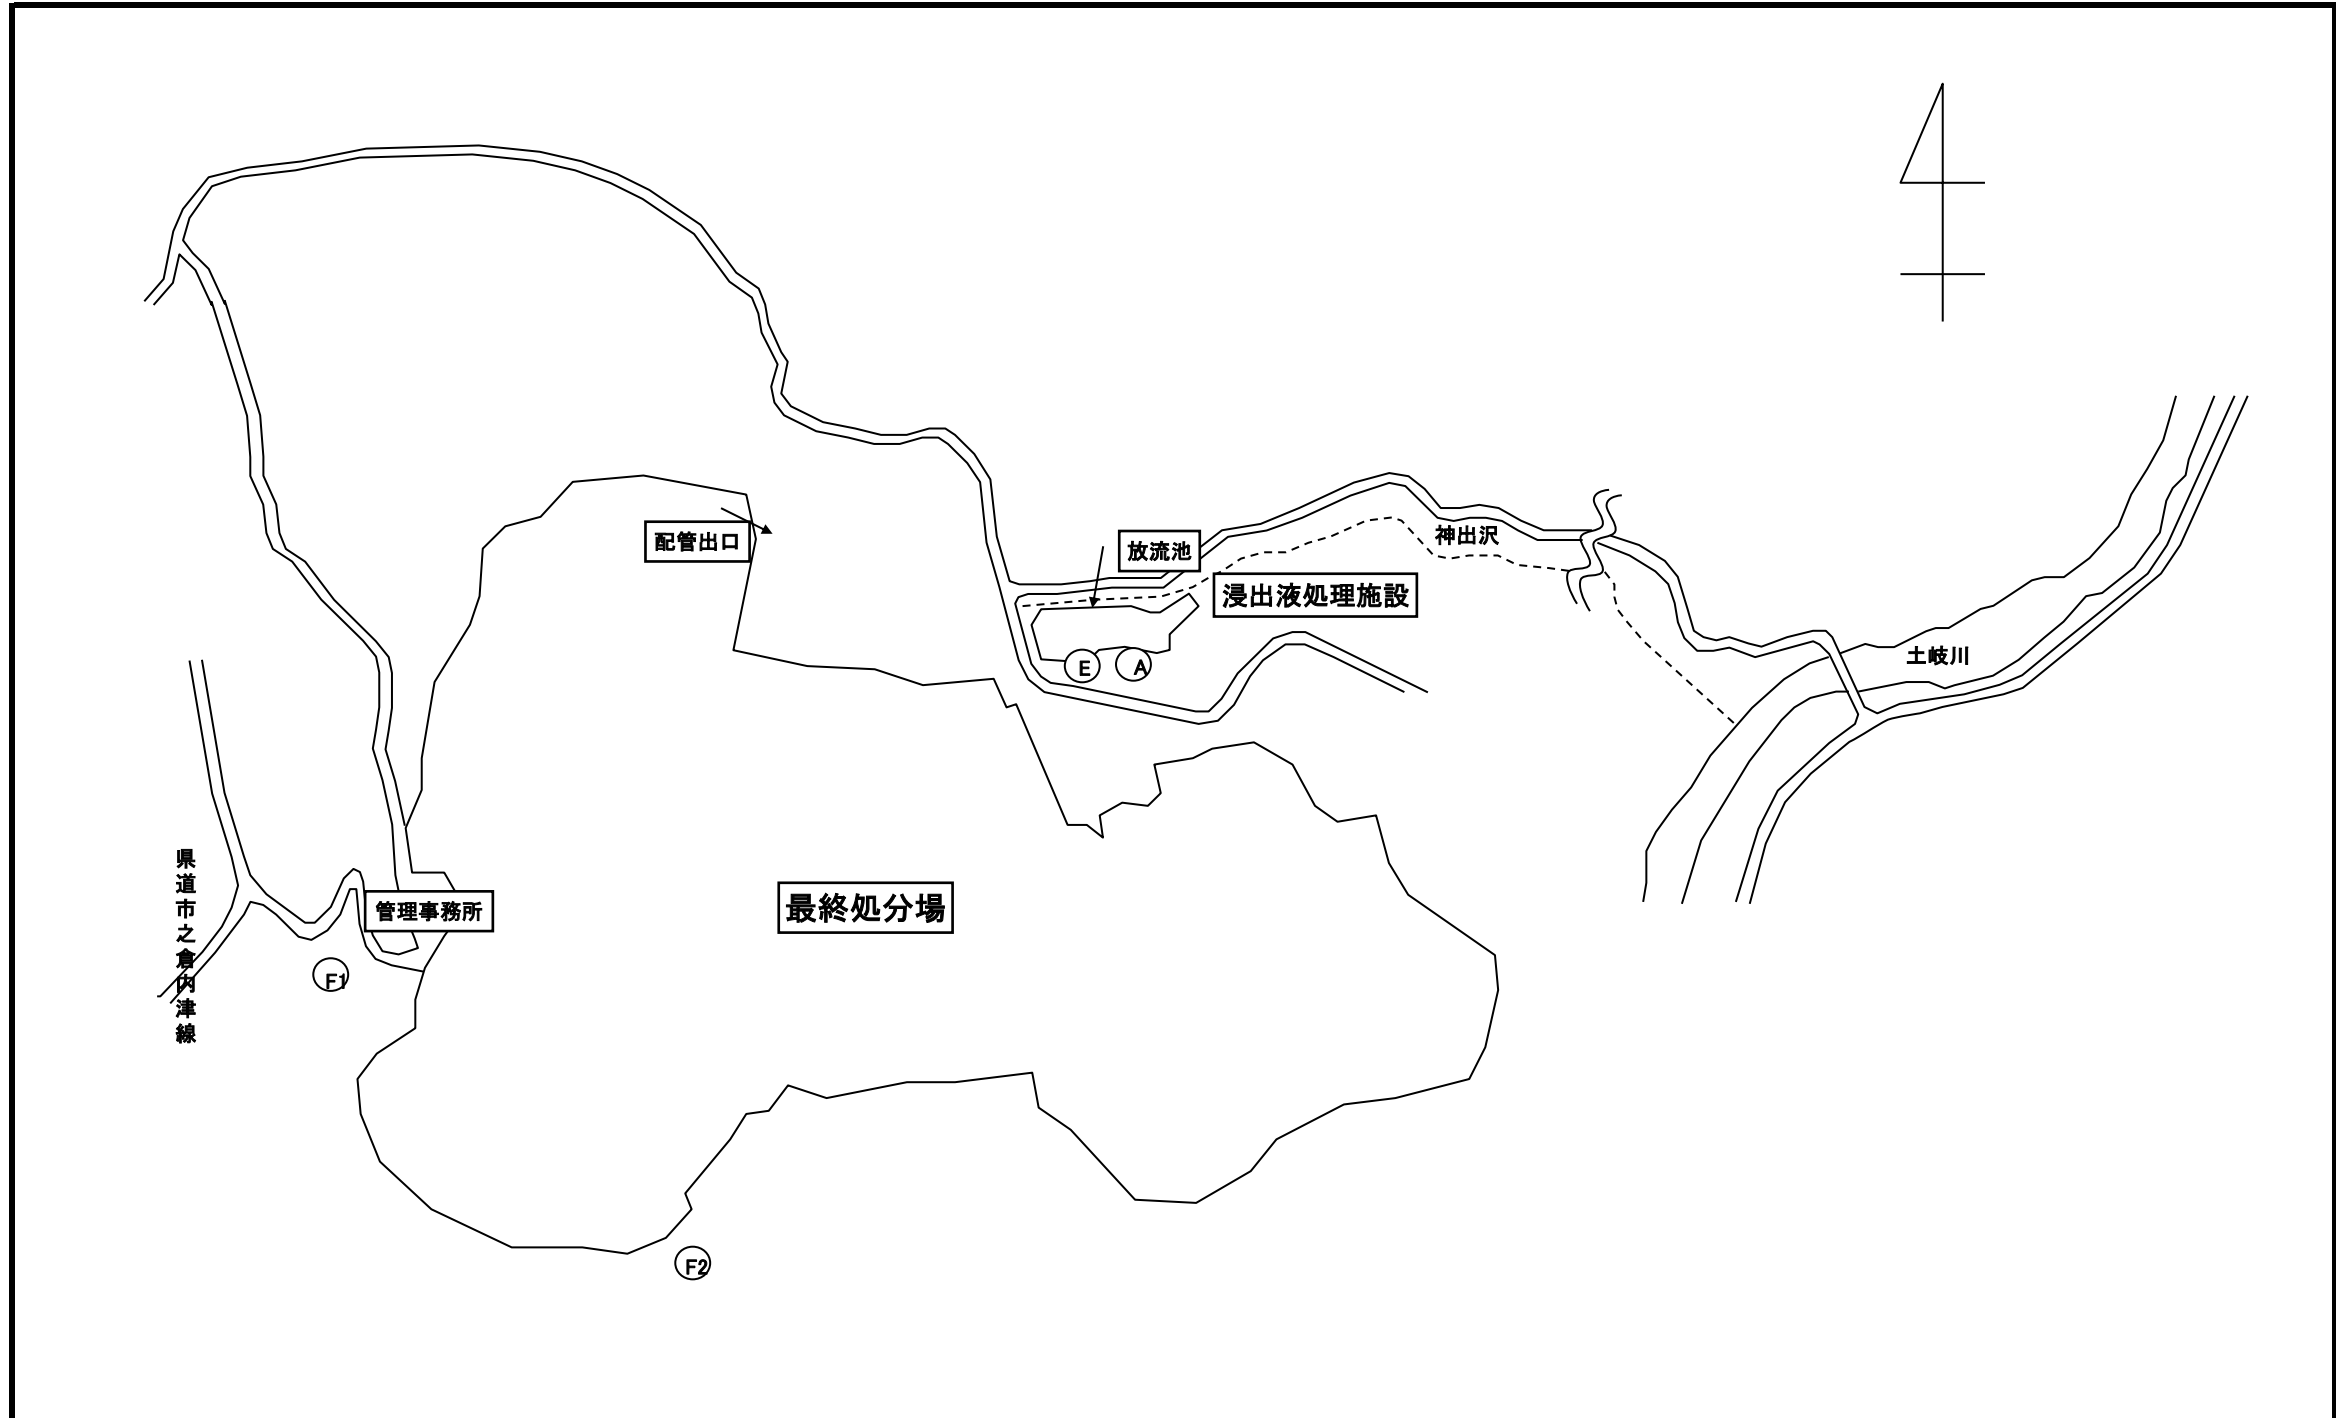 配管出口
放流池
神出沢
浸出液処理施設
土岐川
E
A
県道市之倉内津線
管理事務所
最終処分場
F1
F2